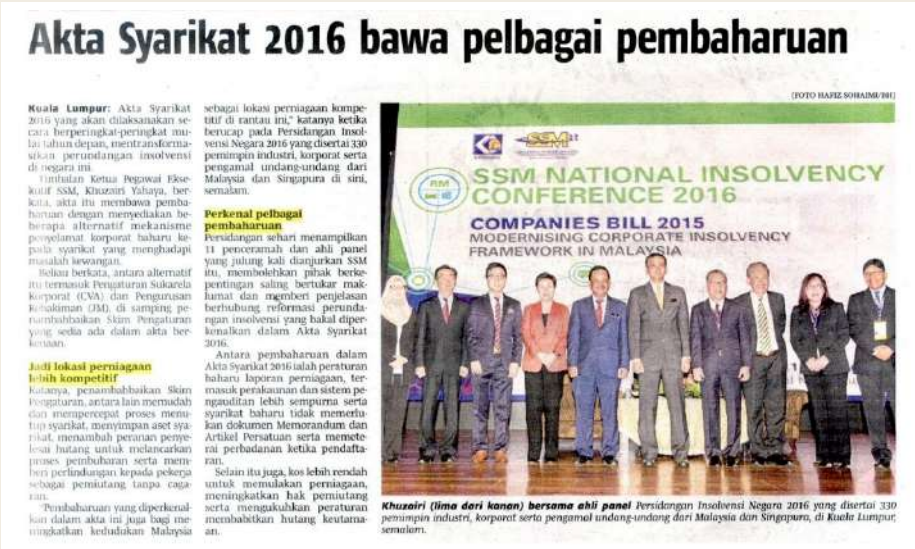 Akta Syarikat 2016 bawa pelbagai pembaharuan
[FOTO HAFIZ SOHAIMI/BH]
Kuala Lumpur: Akta Syarikat
2016 yang akan dilaksanakan se-
cara berperingkat-peringkat mu-
lai tahun depan, mentransforma-
sikan perundangan insolvensi
di negara ini.
Timbalan Ketua Pegawai Ekse-
kutif SSM, Khuzairi Yahaya, ber-
kata, akta itu membawa pemba-
haruan dengan menyediakan be-
berapa alternatif mekanisme
penyelamat korporat baharu ke-
pada syarikat yang menghadapi
masalah kewangan.
Beliau berkata, antara alternatif
itu termasuk Pengaturan Sukarela
Korporat (CVA) dan Pengurusan
Kehakiman (JM), di samping pe-
nambahbaikan Skim Pengaturan
yang sedia ada dalam akta ber-
kenaan.
Jadi lokasi perniagaan
lebih kompetitif
Katanya, penambahbaikan Skim
Pengaturan, antara lain memudah
dan mempercepat proses menu-
tup syarikat, menyimpan aset sya-
rikat, menambah peranan penye-
lesai hutang untuk melancarkan
proses pembubaran serta mem-
beri perlindungan kepada pekerja
sebagai pemiutang tanpa caga-
ran.
"Pembaharuan yang diperkenal-
kan dalam akta ini juga bagi me-
ningkatkan kedudukan Malaysia
sebagai lokasi perniagaan kompe-
titif di rantau ini," katanya ketika
berucap pada Persidangan Insol-
vensi Negara 2016 yang disertai 330
pemimpin industri, korporat serta
pengamal undang-undang dari
Malaysia dan Singapura di sini,
semalam.
Perkenal pelbagai
pembaharuan
Persidangan sehari menampilkan
11 penceramah dan ahli panel
yang julung kali dianjurkan SSM
itu, membolehkan pihak berke-
pentingan saling bertukar mak-
lumat dan memberi penjelasan
berhubung reformasi perunda-
ngan insolvensi yang bakal diper-
kenalkan dalam Akta Syarikat
2016.
Antara pembaharuan dalam
Akta Syarikat 2016 ialah peraturan
baharu laporan perniagaan, ter-
masuk perakaunan dan sistem pe-
ngauditan lebih sempurna serta
syarikat baharu tidak memerlu-
kan dokumen Memorandum dan
Artikel Persatuan serta memete-
rai perbadanan ketika pendafta-
ran.
Selain itu juga, kos lebih rendah
untuk memulakan perniagaan,
meningkatkan hak pemiutang
serta mengukuhkan peraturan
membabitkan hutang keutama-
an.
SSM
RM
SSM NATIONAL INSOLVENCY
CONFERENCE 2016
COMPANIES BILL 2015
MODERNISING CORPORATE INSOLVENCY
FRAMEWORK IN MALAYSIA
Khuzairi (lima dari kanan) bersama ahli panel Persidangan Insolvensi Negara 2016 yang disertai 330
pemimpin industri, korporat serta pengamal undang-undang dari Malaysia dan Singapura, di Kuala Lumpur,
semalam.